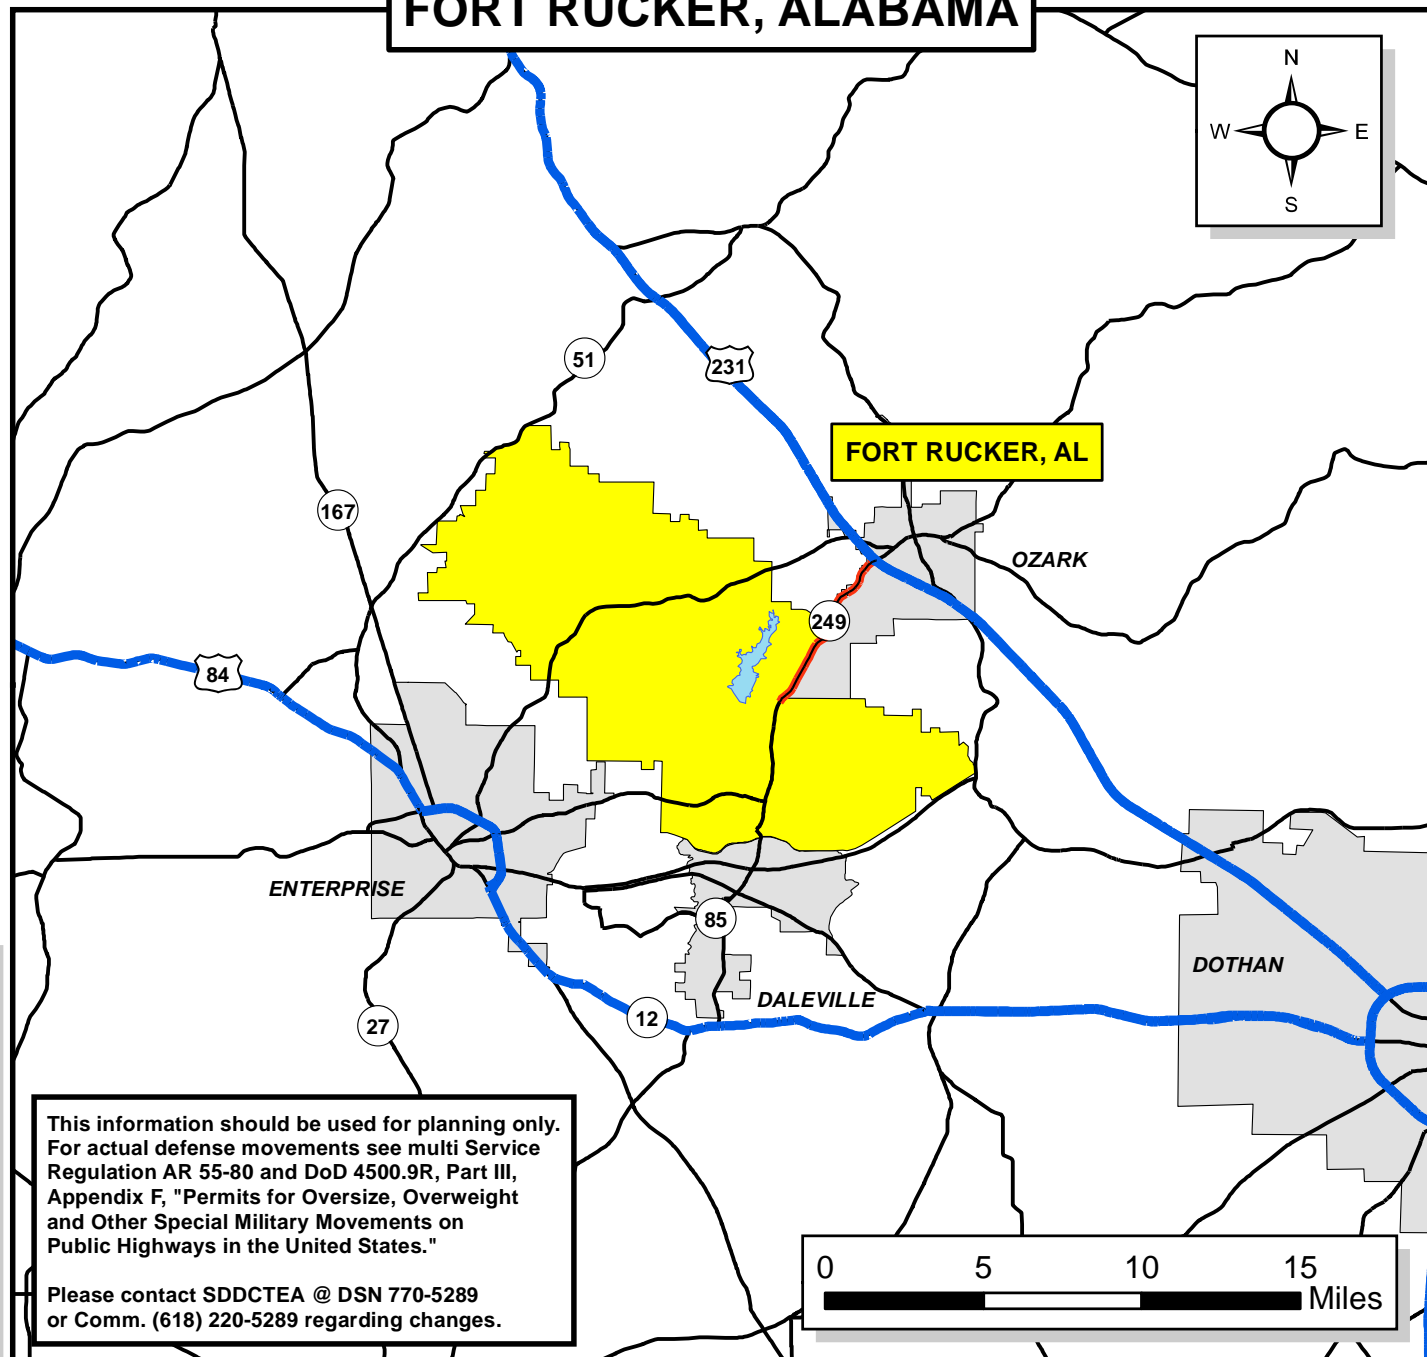 FORT RUCKER, ALABAMA
N
W
E
S
51
231
FORT RUCKER, AL
167
OZARK
249
84
ENTERPRISE
85
DOTHAN
DALEVILLE
12
27
This information should be used for planning only.
For actual defense movements see multi Service
Regulation AR 55-80 and DoD 4500.9R, Part III,
Appendix F, "Permits for Oversize, Overweight
and Other Special Military Movements on
Public Highways in the United States."
Please contact SDDCTEA @ DSN 770-5289
or Comm. (618) 220-5289 regarding changes.
0 5 10 15
Miles